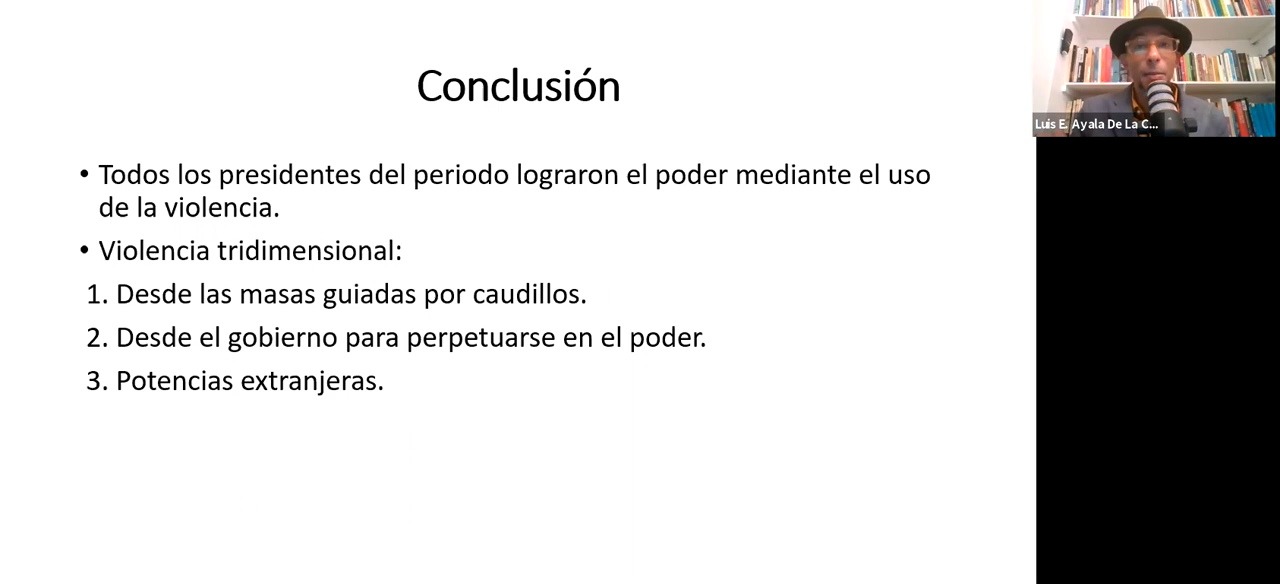 Conclusión
• Todos los presidentes del periodo lograron el poder mediante el uso
de la violencia.
• Violencia tridimensional:
1. Desde las masas guiadas por caudillos.
2. Desde el gobierno para perpetuarse en el poder.
3. Potencias extranjeras.
Luis E. Ayala De La C...